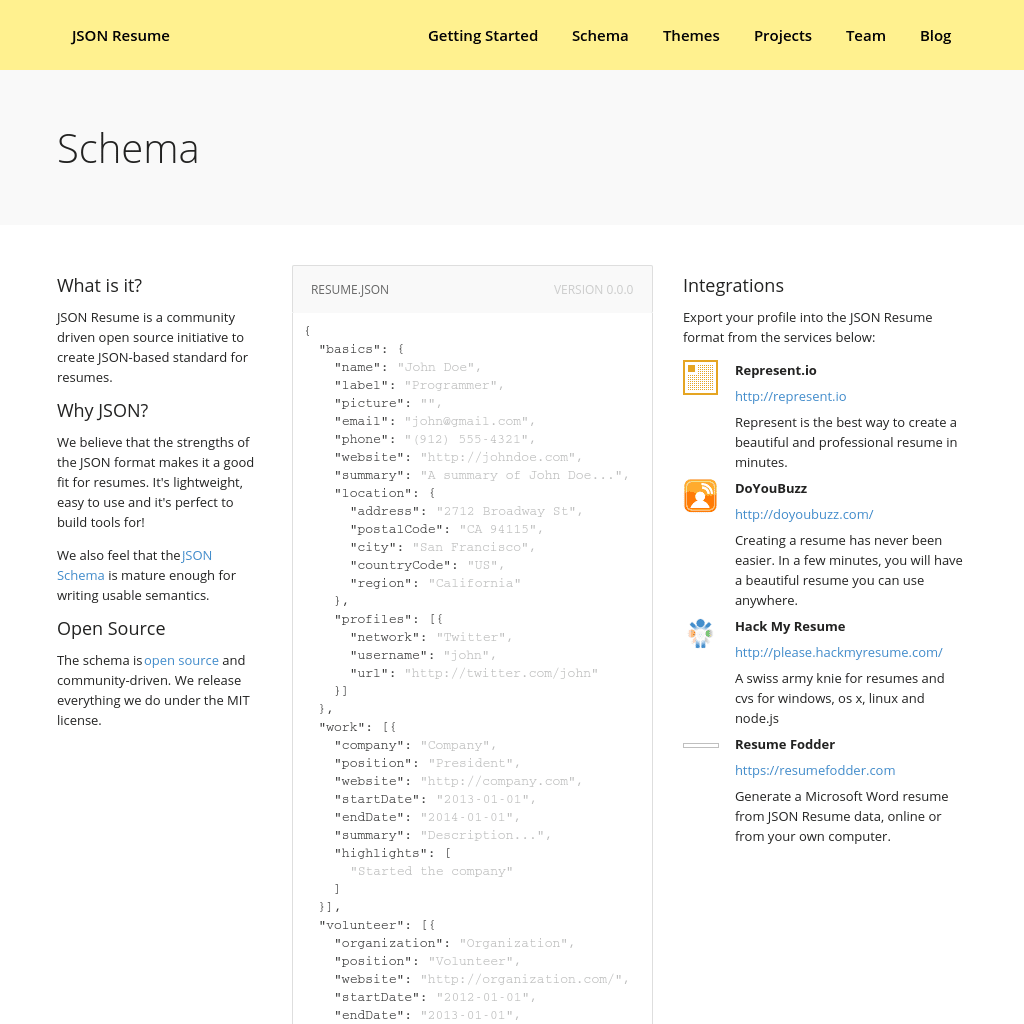 JSON Resume
Getting Started
Schema
Themes
Projects
Team
Blog
Schema
What is it?
JSON Resume is a community
driven open source initiative to
create JSON-based standard for
resumes.
Why JSON?
We believe that the strengths of
the JSON format makes it a good
fit for resumes. It's lightweight,
easy to use and it's perfect to
build tools for!
We also feel that the JSON
Schema is mature enough for
writing usable semantics.
Open Source
The schema is open source and
community-driven. We release
everything we do under the MIT
license.
RESUME.JSON
VERSION 0.0.0
{
"basics": {
"name": "John Doe",
"label": "Programmer",
"picture": "",
"email": "john@gmail.com",
"phone": "(912) 555-4321",
"website": "http://johndoe.com",
"summary": "A summary of John Doe...",
"location": {
"address": "2712 Broadway St",
"postalCode": "CA 94115",
"city": "San Francisco",
"countryCode": "US",
"region": "California"
},
"profiles": [{
"network": "Twitter",
"username": "john",
"url": "http://twitter.com/john"
}]
},
"work": [{
"company": "Company",
"position": "President",
"website": "http://company.com",
"startDate": "2013-01-01",
"endDate": "2014-01-01",
"summary": "Description...",
"highlights": [
"Started the company"
]
}],
"volunteer": [{
"organization": "Organization",
"position": "Volunteer",
"website": "http://organization.com/",
"startDate": "2012-01-01",
"endDate": "2013-01-01",
Integrations
Export your profile into the JSON Resume
format from the services below:
Represent.io
http://represent.io
Represent is the best way to create a
beautiful and professional resume in
minutes.
DoYouBuzz
http://doyoubuzz.com/
Creating a resume has never been
easier. In a few minutes, you will have
a beautiful resume you can use
anywhere.
Hack My Resume
http://please.hackmyresume.com/
A swiss army knie for resumes and
cvs for windows, os x, linux and
node.js
Resume Fodder
https://resumefodder.com
Generate a Microsoft Word resume
from JSON Resume data, online or
from your own computer.